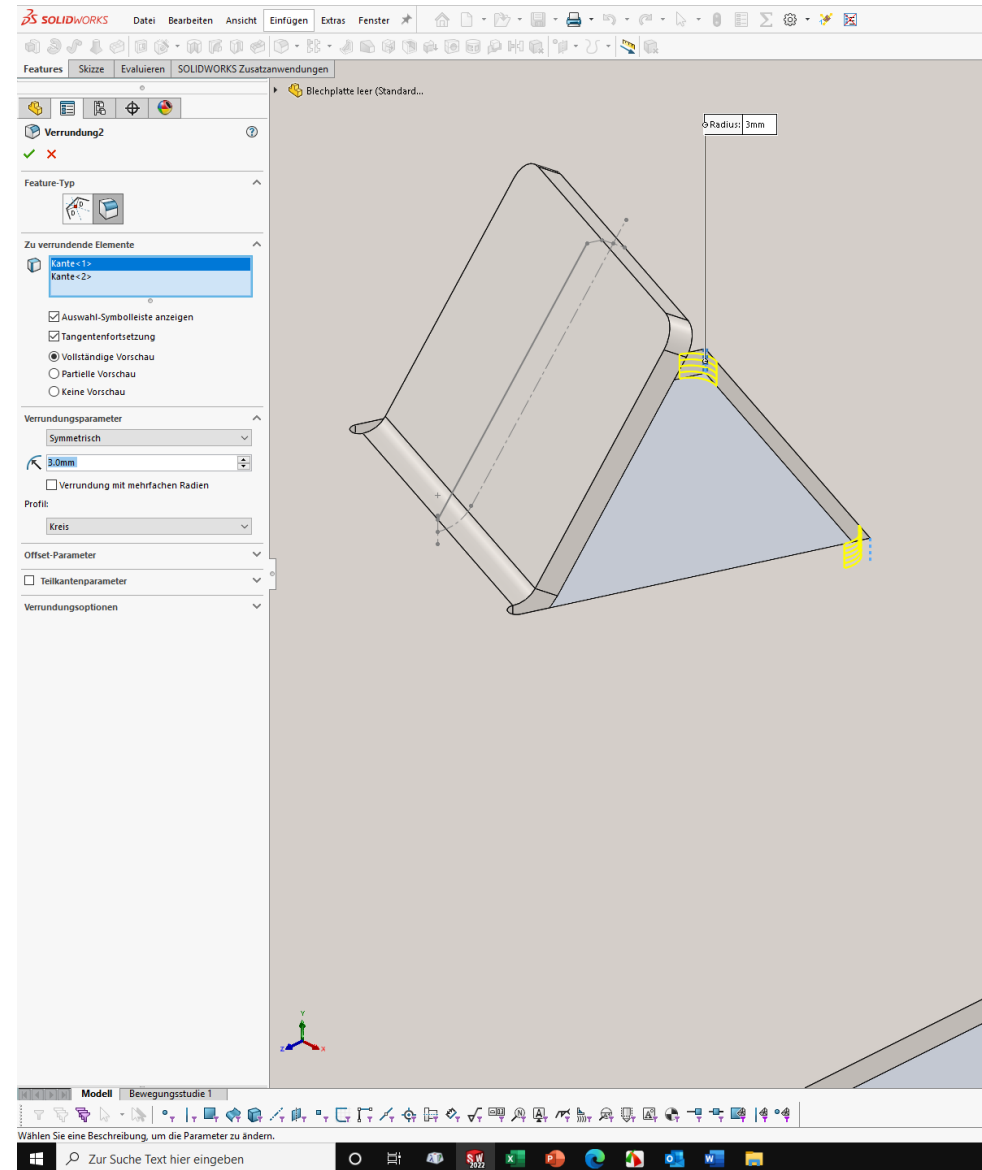 SOLIDWORKS Datei Bearbeiten Ansicht Einfügen Extras Fenster
Features Skizze Evaluieren SOLIDWORKS Zusatzanwendungen
Blechplatte leer (Standard...
Radius: 3mm
Verrundung2
Feature-Typ
Zu verrundende Elemente
Kante<1>
Kante<2>
Auswahl-Symbolleiste anzeigen
Tangentenfortsetzung
Vollständige Vorschau
Partielle Vorschau
Keine Vorschau
Verrundungsparameter
Symmetrisch
3.0mm
Verrundung mit mehrfachen Radien
Profil:
Kreis
Offset-Parameter
Teilkantenparameter
Verrundungsoptionen
Y
Z X
Modell Bewegungsstudie 1
Wählen Sie eine Beschreibung, um die Parameter zu ändern.
Zur Suche Text hier eingeben
SW 2022